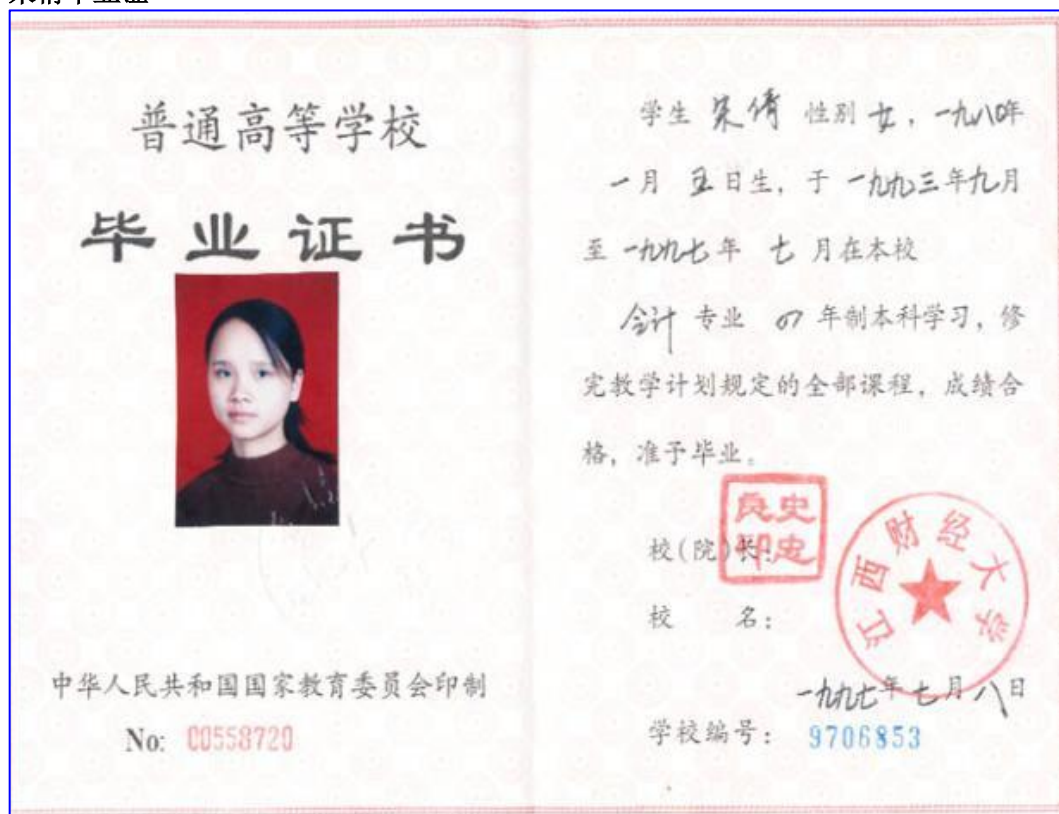 普通高等学校
毕业证书
中华人民共和国国家教育委员会印制
No: 00558720
学生 宋倩 性别 女，一九八0年
一月 五日生，于 一九九三年九月
至 一九九七年 七 月在本校
会计 专业 四 年制本科学习，修
完教学计划规定的全部课程，成绩合
格，准予毕业。
校(院)长：
史忠良印
校 名：
江西财经大学
一九九七年七月八日
学校编号： 9706853